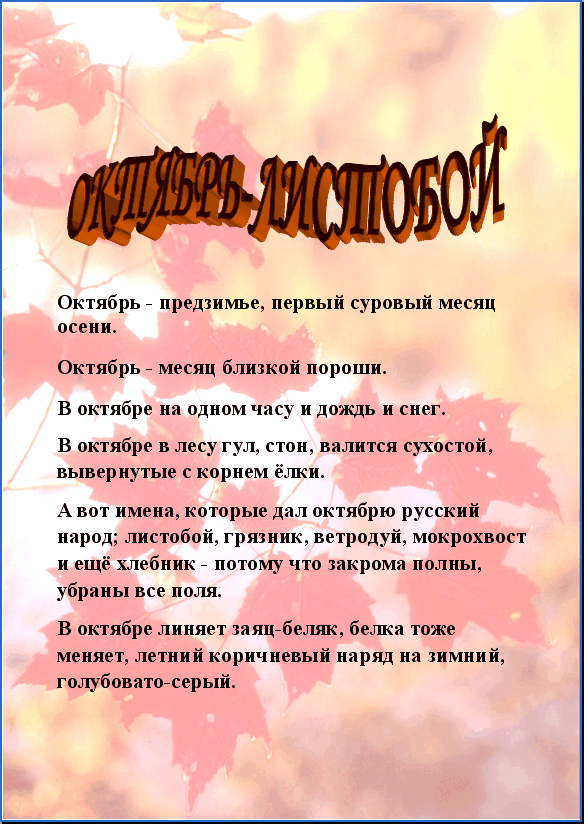 ОКТЯБРЬ-ЛИСТОБОЙ
Октябрь - предзимье, первый суровый месяц
осени.
Октябрь - месяц близкой пороши.
В октябре на одном часу и дождь и снег.
В октябре в лесу гул, стон, валится сухостой,
вывернутые с корнем ёлки.
А вот имена, которые дал октябрю русский
народ; листобой, грязник, ветродуй, мокрохвост
и ещё хлебник - потому что закрома полны,
убраны все поля.
В октябре линяет заяц-беляк, белка тоже
меняет, летний коричневый наряд на зимний,
голубовато-серый.